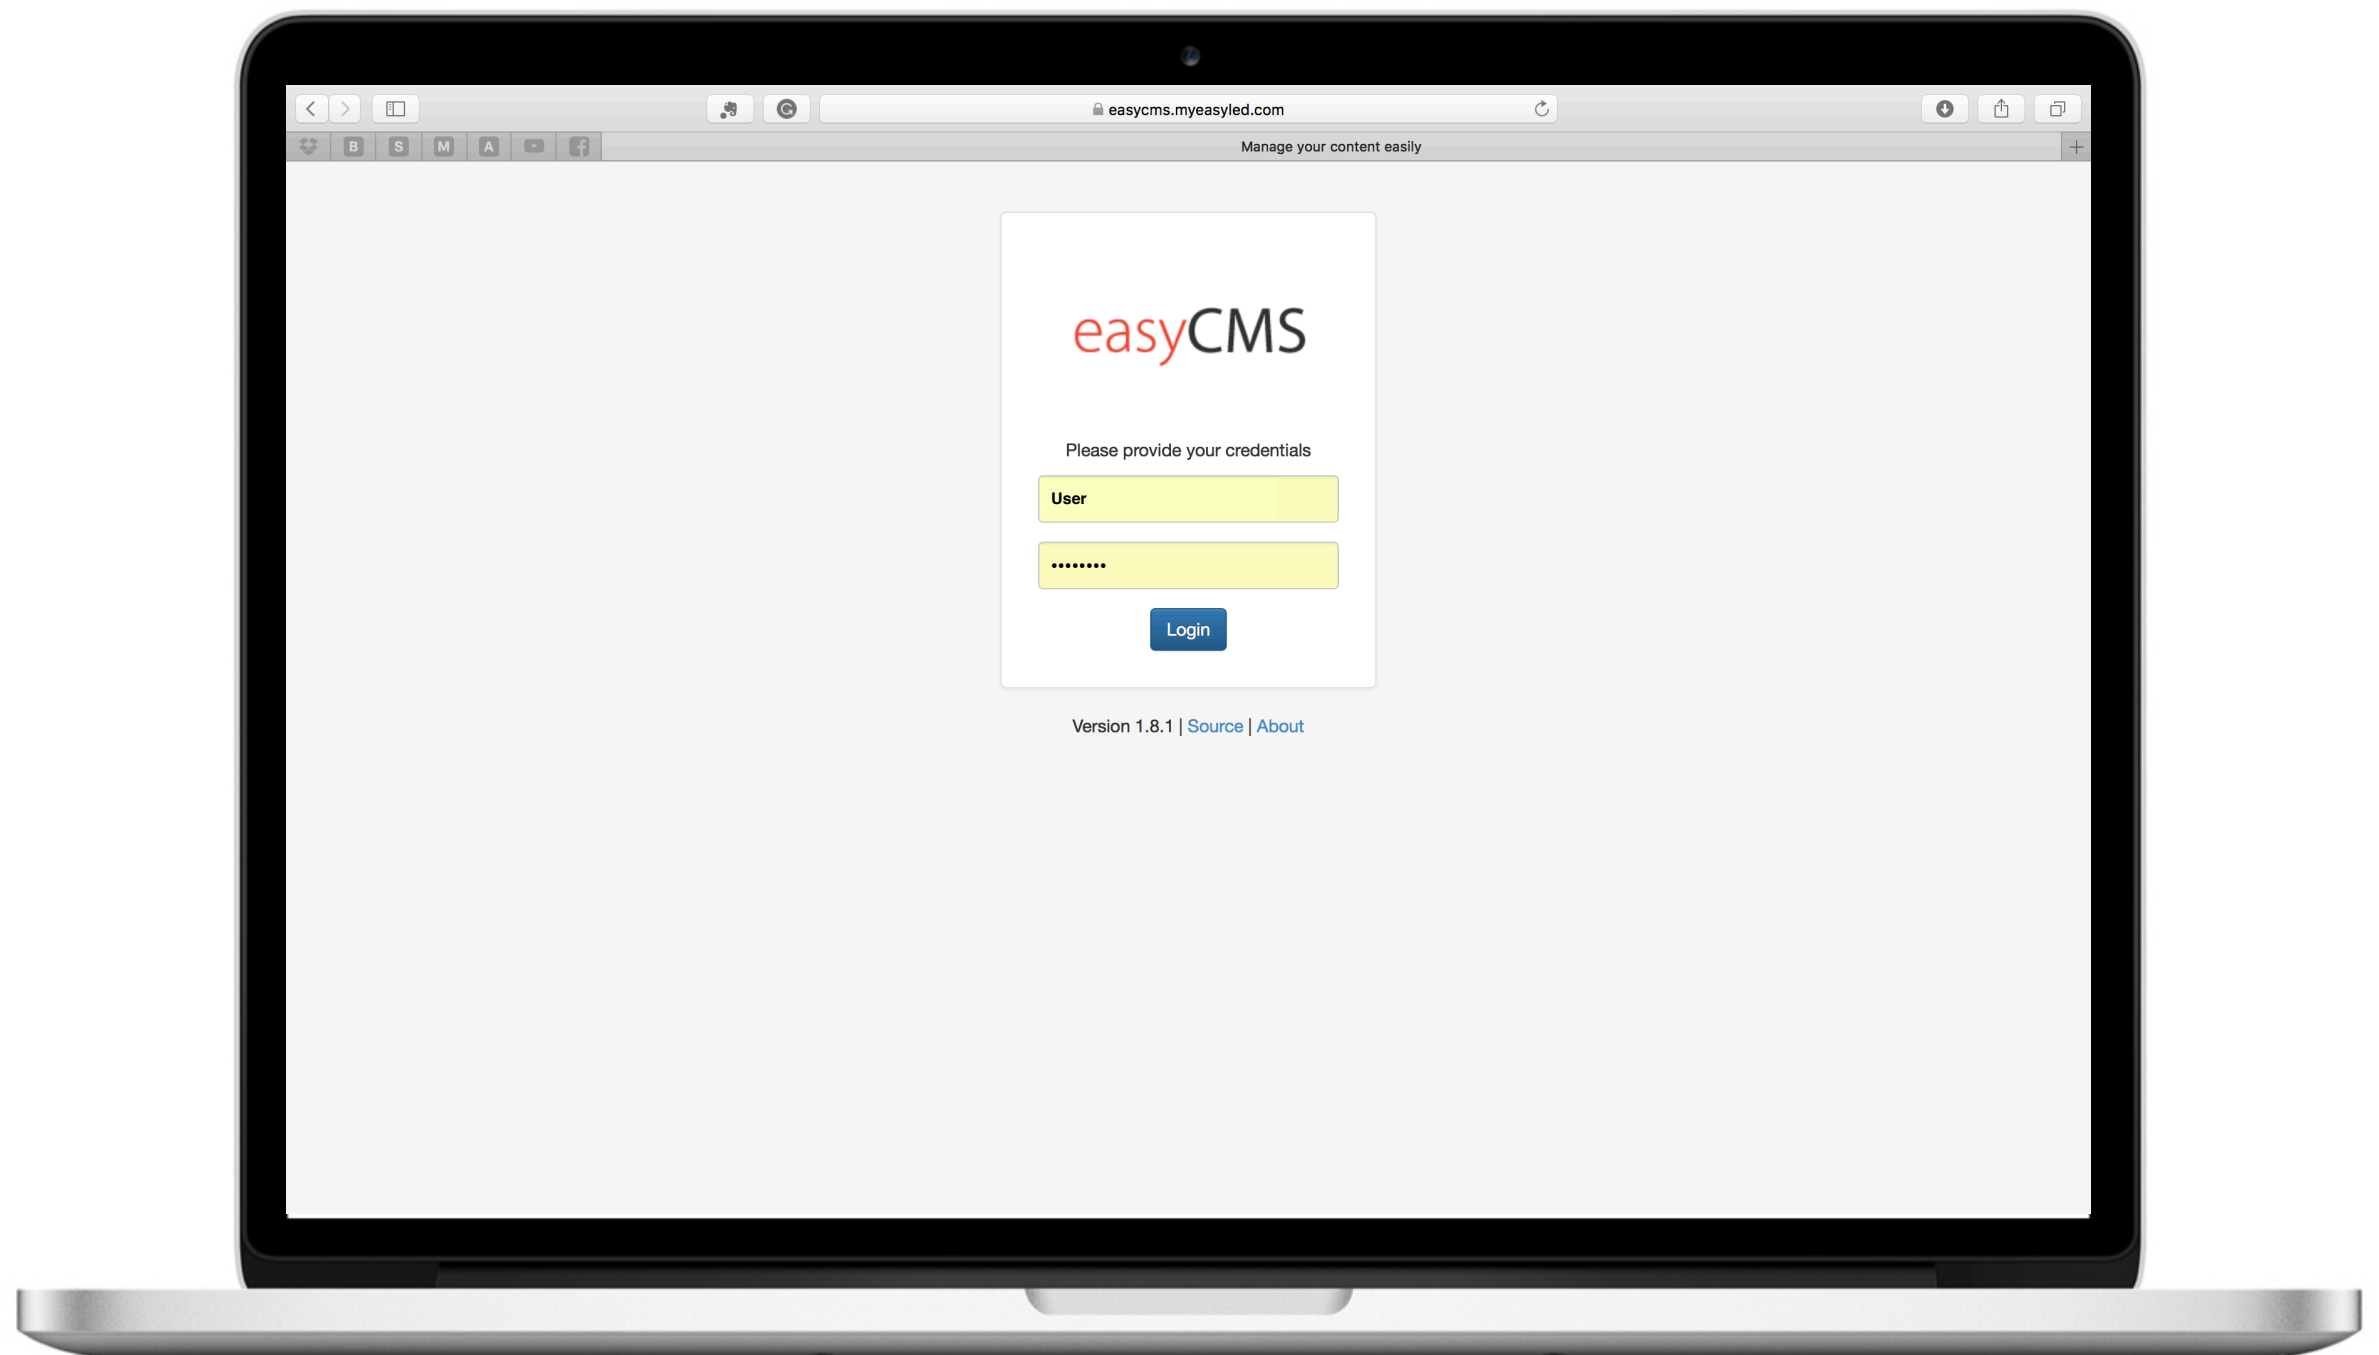 easycms.myeasyled.com
B S M A
Manage your content easily
easyCMS
Please provide your credentials
User
••••••••
Login
Version 1.8.1 | Source | About